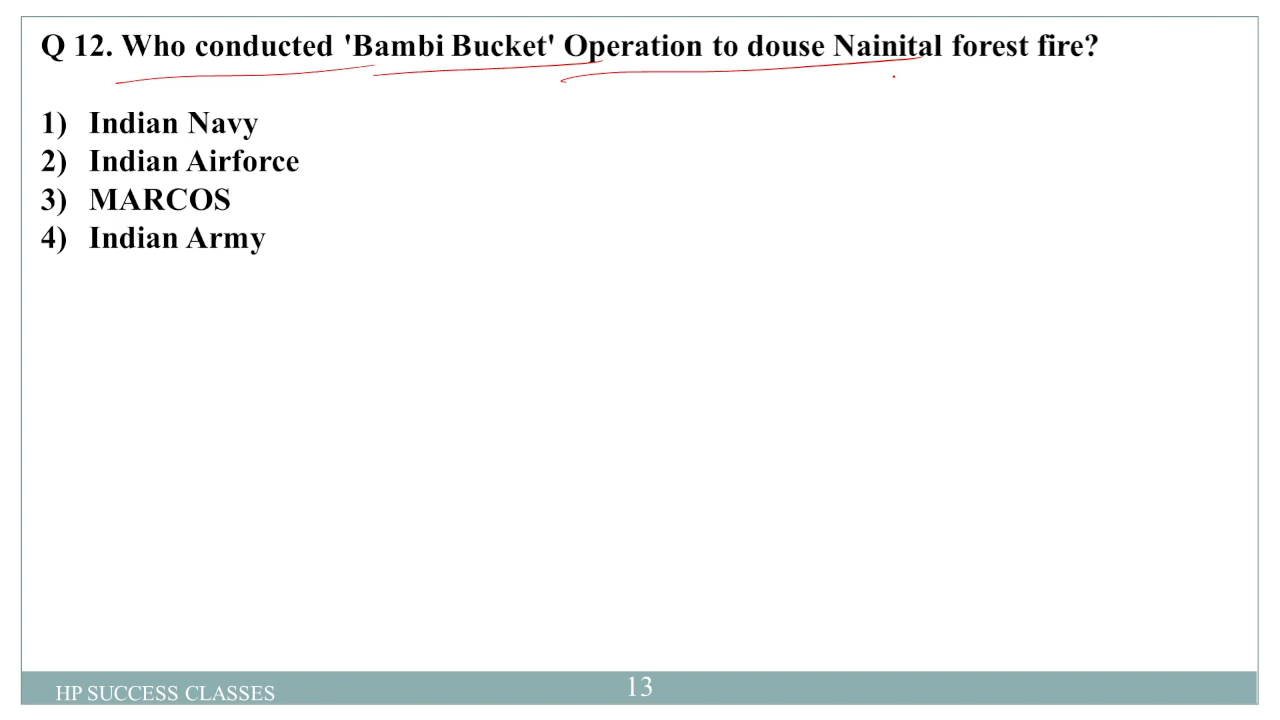 Q 12. Who conducted 'Bambi Bucket' Operation to douse Nainital forest fire?
1) Indian Navy
2) Indian Airforce
3) MARCOS
4) Indian Army
HP SUCCESS CLASSES
13